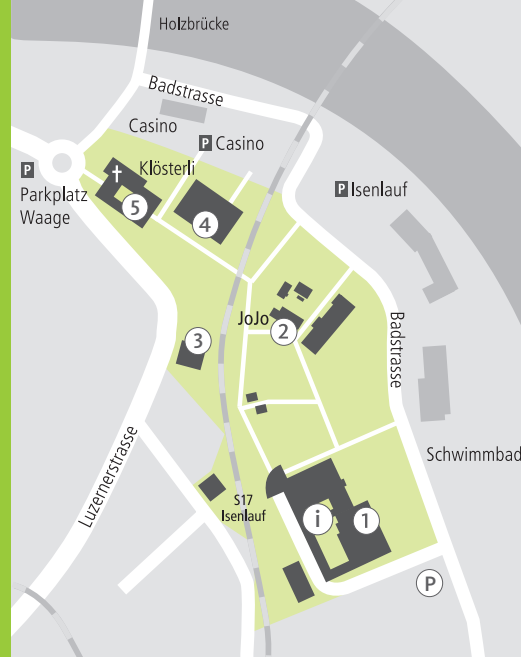 Holzbrücke
Badstrasse
Casino
P Casino
P
Parkplatz
Waage
Klösterli
5
4
P Isenlauf
JoJo
2
3
Badstrasse
Luzernerstrasse
Schwimmbad
S17
Isenlauf
i
1
P